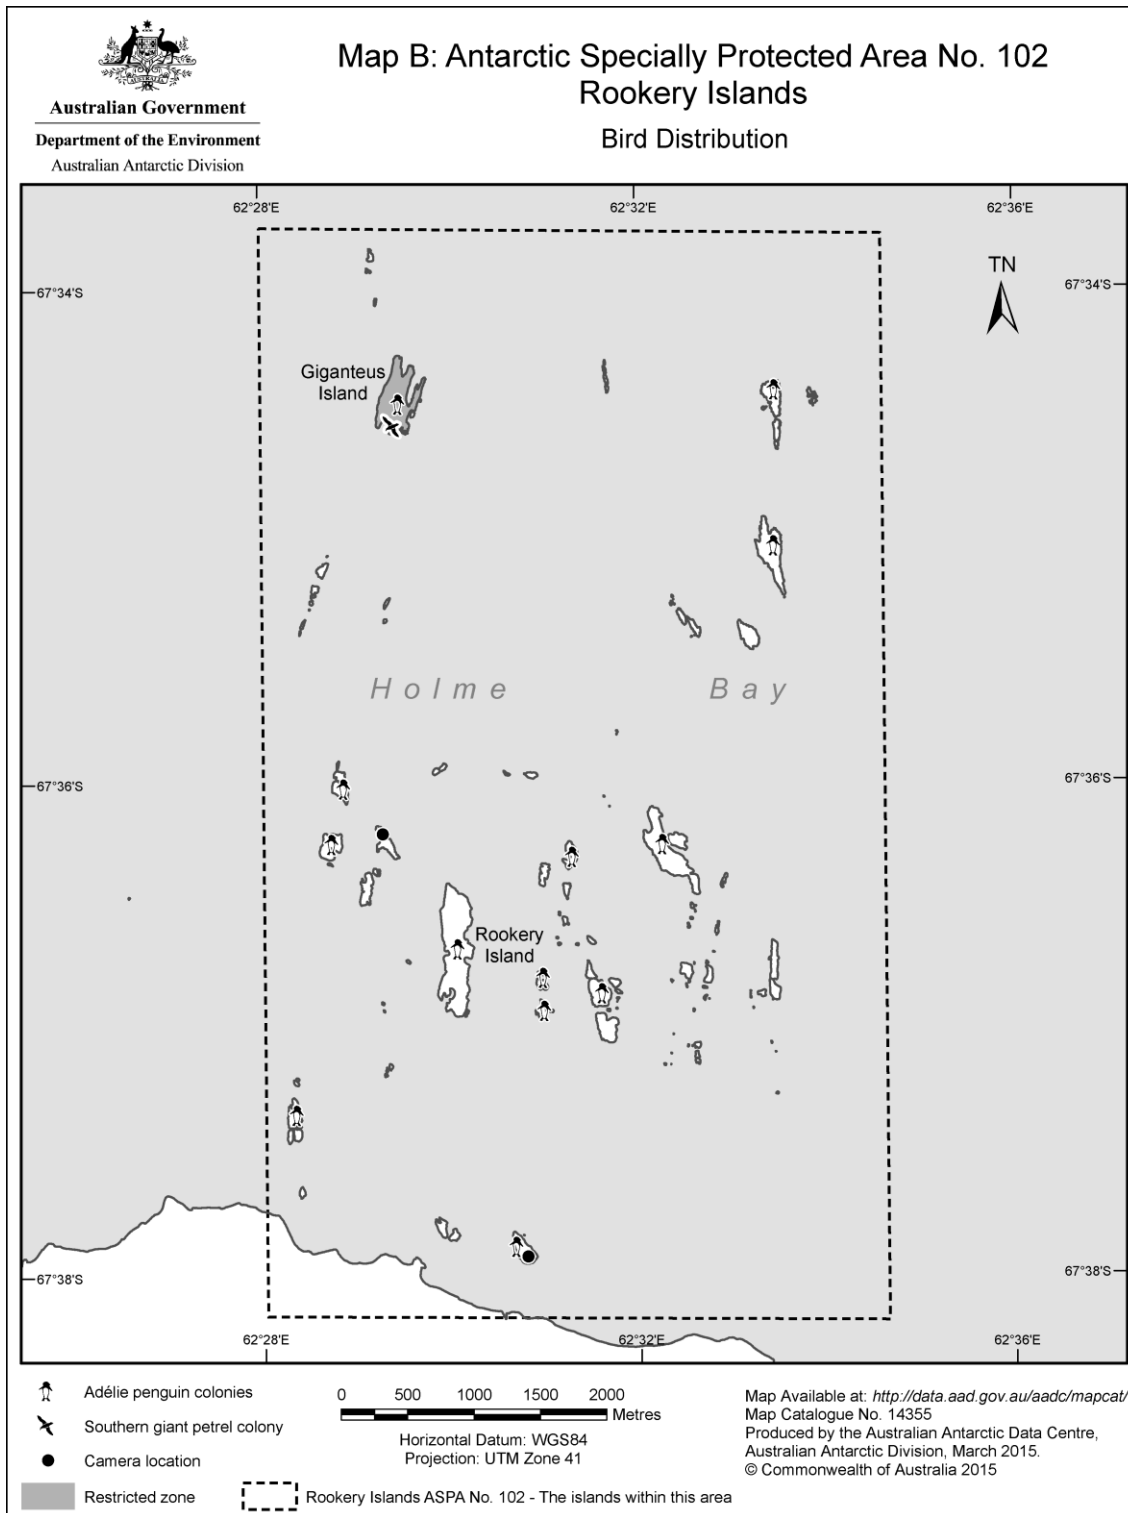 AUSTRALIA
Australian Government
Department of the Environment
Australian Antarctic Division
Map B: Antarctic Specially Protected Area No. 102
Rookery Islands
Bird Distribution
62°28'E
62°32'E
62°36'E
67°34'S
67°34'S
TN
Giganteus
Island
Holme Bay
67°36'S
67°36'S
Rookery
Island
67°38'S
67°38'S
62°28'E
62°32'E
62°36'E
Adélie penguin colonies
Southern giant petrel colony
Camera location
Restricted zone
0 500 1000 1500 2000
Metres
Horizontal Datum: WGS84
Projection: UTM Zone 41
Rookery Islands ASPA No. 102 - The islands within this area
Map Available at: http://data.aad.gov.au/aadc/mapcat/
Map Catalogue No. 14355
Produced by the Australian Antarctic Data Centre,
Australian Antarctic Division, March 2015.
© Commonwealth of Australia 2015